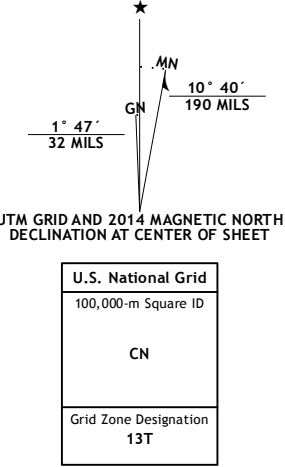 ★
MN
10° 40´
190 MILS
GN
1° 47´
32 MILS
UTM GRID AND 2014 MAGNETIC NORTH
DECLINATION AT CENTER OF SHEET
U.S. National Grid
100,000-m Square ID
CN
Grid Zone Designation
13T